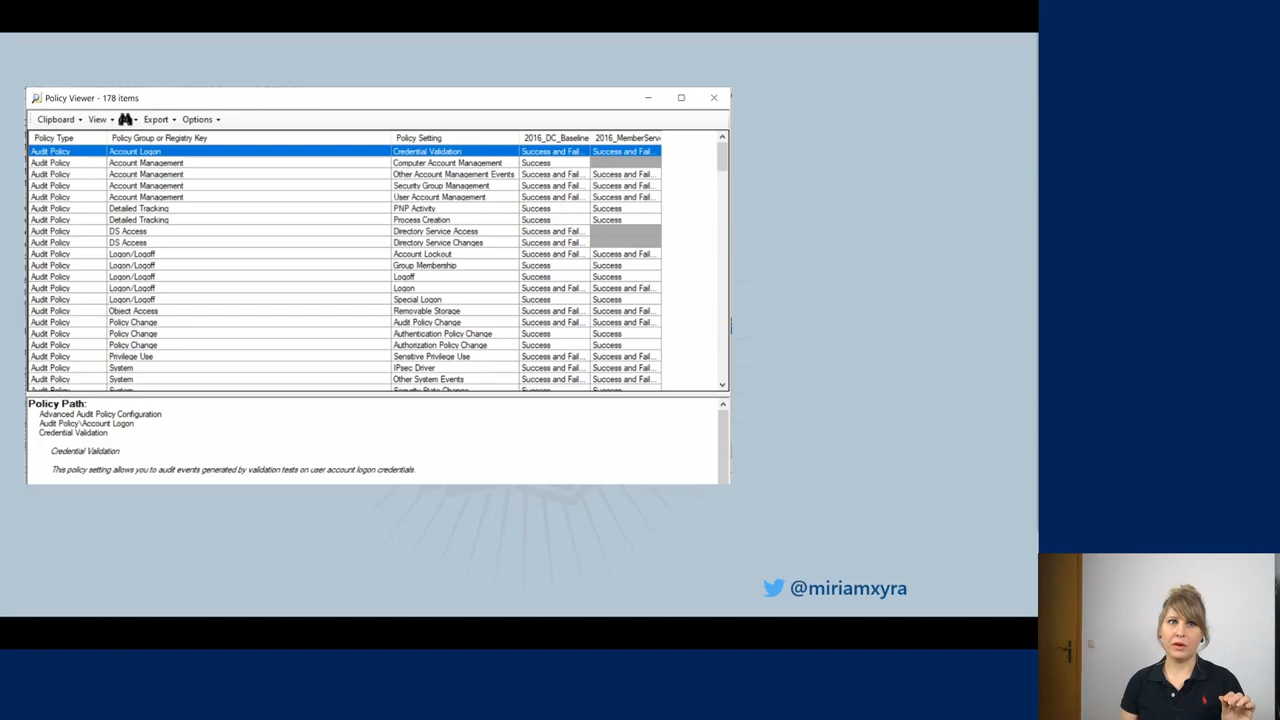 Policy Viewer - 178 items
Clipboard View Export Options
Policy Type Policy Group or Registry Key Policy Setting 2016_DC_Baseline 2016_MemberServ
Audit Policy Account Logon Credential Validation Success and Fail... Success and Fail...
Audit Policy Account Management Computer Account Management Success
Audit Policy Account Management Other Account Management Events Success and Fail... Success and Fail...
Audit Policy Account Management Security Group Management Success and Fail... Success and Fail...
Audit Policy Account Management User Account Management Success and Fail... Success and Fail...
Audit Policy Detailed Tracking PNP Activity Success Success
Audit Policy Detailed Tracking Process Creation Success Success
Audit Policy DS Access Directory Service Access Success and Fail...
Audit Policy DS Access Directory Service Changes Success and Fail...
Audit Policy Logon/Logoff Account Lockout Success and Fail... Success and Fail...
Audit Policy Logon/Logoff Group Membership Success Success
Audit Policy Logon/Logoff Logoff Success Success
Audit Policy Logon/Logoff Logon Success and Fail... Success and Fail...
Audit Policy Logon/Logoff Special Logon Success Success
Audit Policy Object Access Removable Storage Success and Fail... Success and Fail...
Audit Policy Policy Change Audit Policy Change Success and Fail... Success and Fail...
Audit Policy Policy Change Authentication Policy Change Success Success
Audit Policy Policy Change Authorization Policy Change Success Success
Audit Policy Privilege Use Sensitive Privilege Use Success and Fail... Success and Fail...
Audit Policy System IPsec Driver Success and Fail... Success and Fail...
Audit Policy System Other System Events Success and Fail... Success and Fail...
Policy Path:
Advanced Audit Policy Configuration
Audit Policy\Account Logon
Credential Validation
Credential Validation
This policy setting allows you to audit events generated by validation tests on user account logon credentials.
@miriamxyra